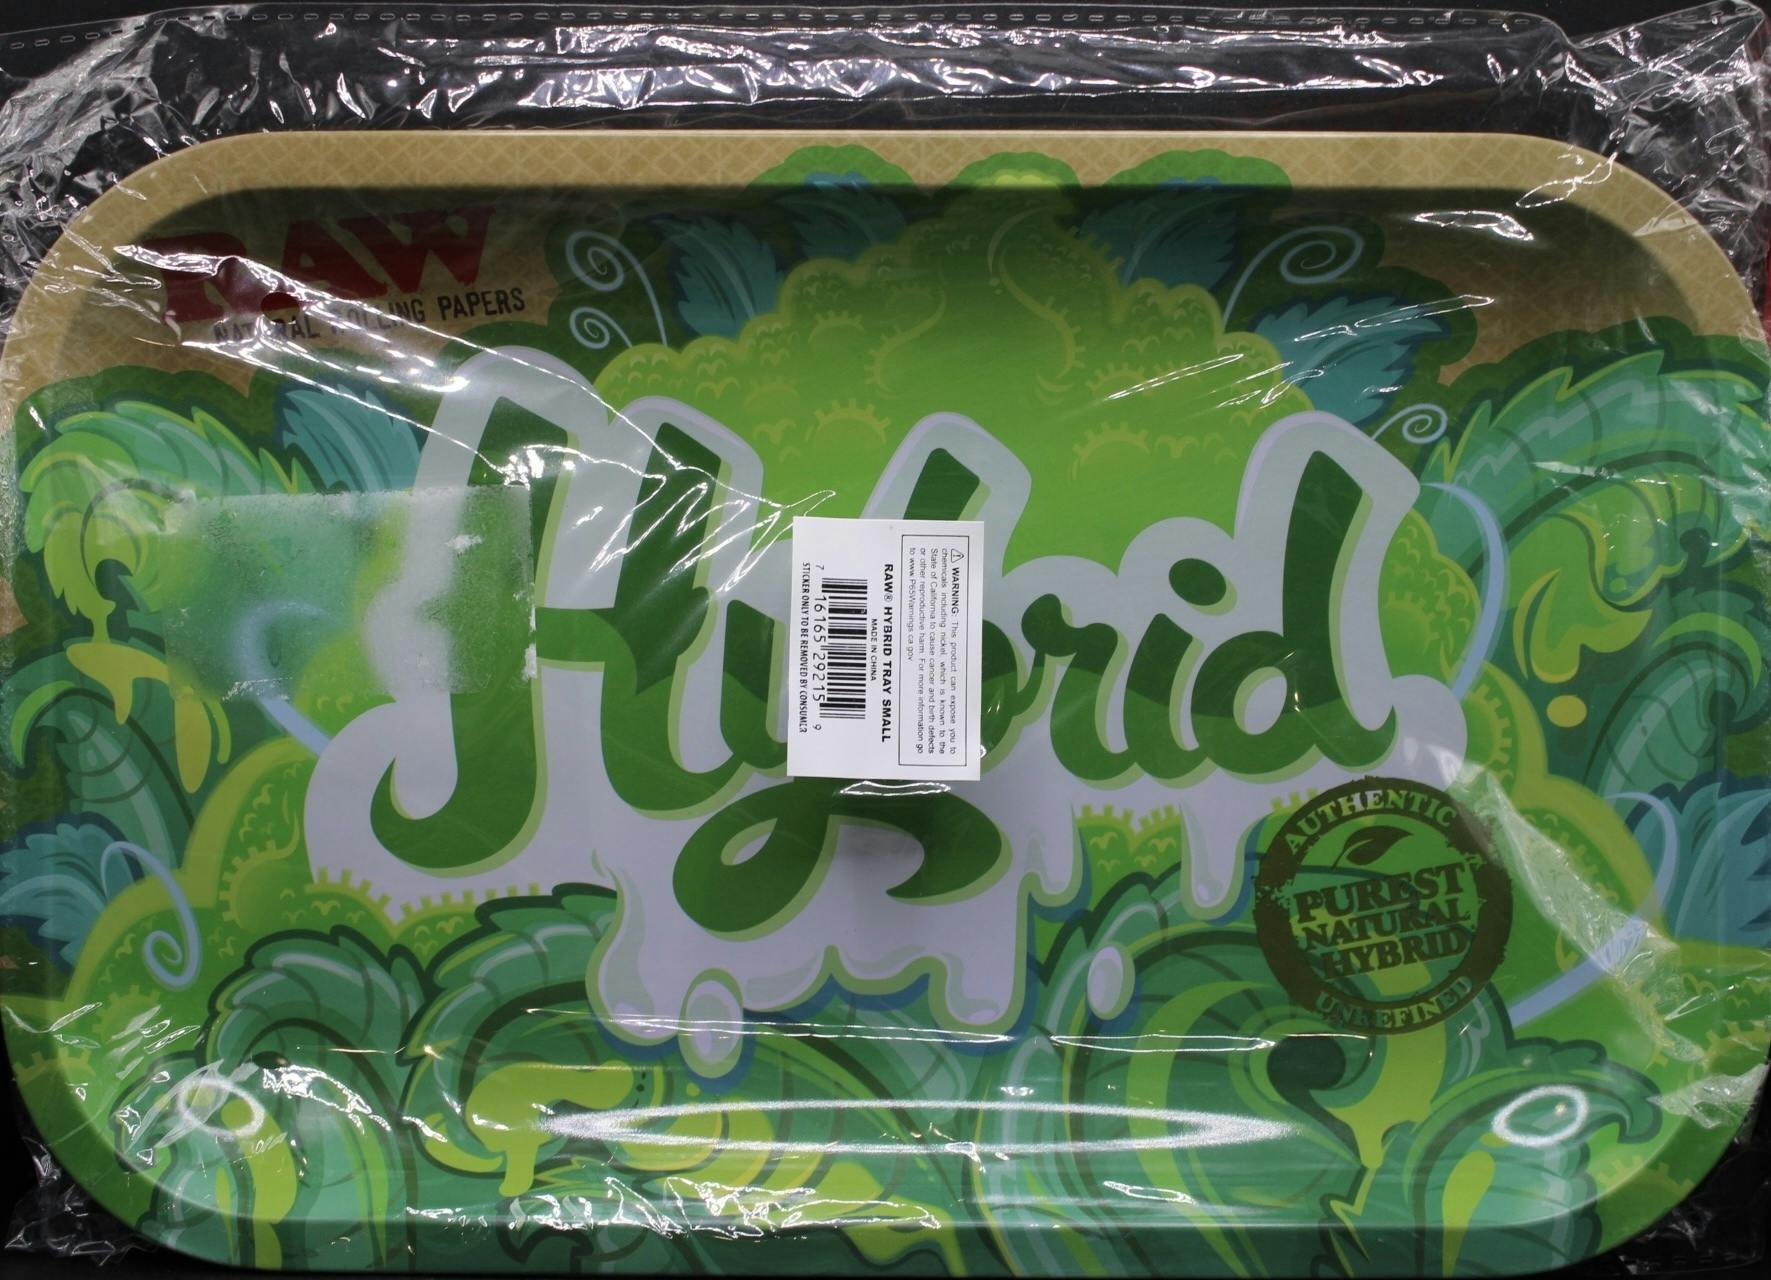 RAW
NATURAL ROLLING PAPERS
Hybrid
⚠ WARNING: This product can expose you to
chemicals including nickel, which is known to the
State of California to cause cancer and birth defects
or other reproductive harm. For more information go
to www.P65Warnings.ca.gov
RAW® HYBRID TRAY SMALL
MADE IN CHINA
7 16165 29215 9
STICKER ONLY TO BE REMOVED BY CONSUMER
AUTHENTIC
PUREST
NATURAL
HYBRID
UNREFINED